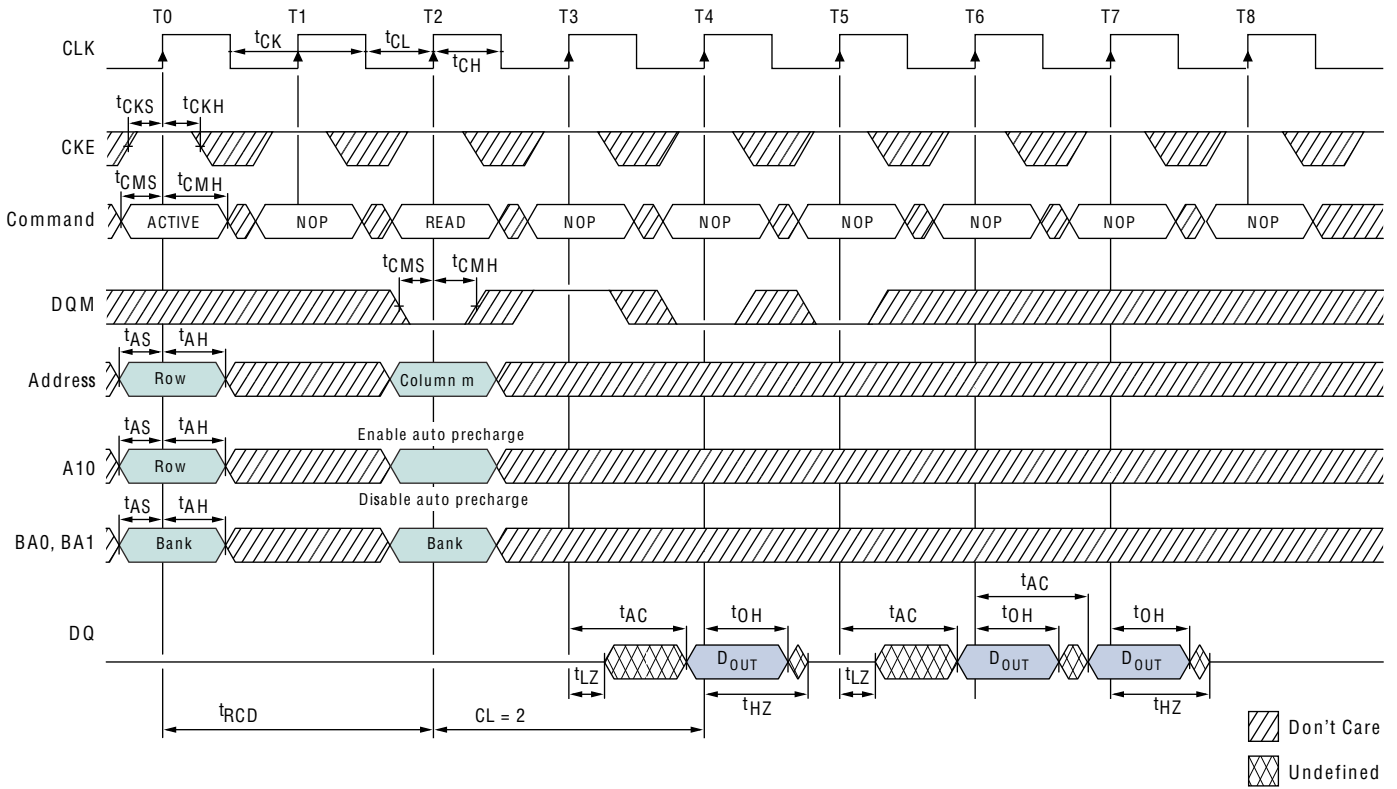 T0 T1 T2 T3 T4 T5 T6 T7 T8
CLK
tCK tCL
tCH
tCKS tCKH
CKE
tCMS tCMH
Command ACTIVE NOP READ NOP NOP NOP NOP NOP NOP
tCMS tCMH
DQM
tAS tAH
Address Row Column m
tAS tAH Enable auto precharge
A10 Row
tAS tAH Disable auto precharge
BA0, BA1 Bank Bank
tAC
tAC tOH tAC tOH tOH
DQ
DOUT DOUT DOUT
tLZ tLZ
tHZ tHZ
tRCD CL = 2
Don't Care
Undefined